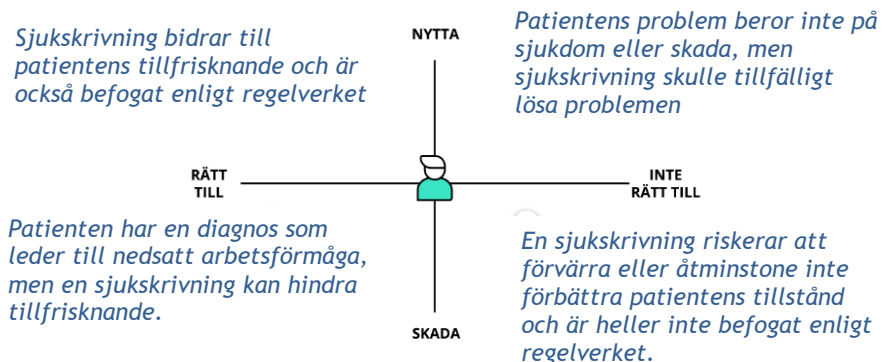 Sjukskrivning bidrar till
patientens tillfrisknande och är
också befogat enligt regelverket
NYTTA
Patientens problem beror inte på
sjukdom eller skada, men
sjukskrivning skulle tillfälligt
lösa problemen
RÄTT
TILL
INTE
RÄTT TILL
Patienten har en diagnos som
leder till nedsatt arbetsförmåga,
men en sjukskrivning kan hindra
tillfrisknande.
En sjukskrivning riskerar att
förvärra eller åtminstone inte
förbättra patientens tillstånd
och är heller inte befogat enligt
regelverket.
SKADA